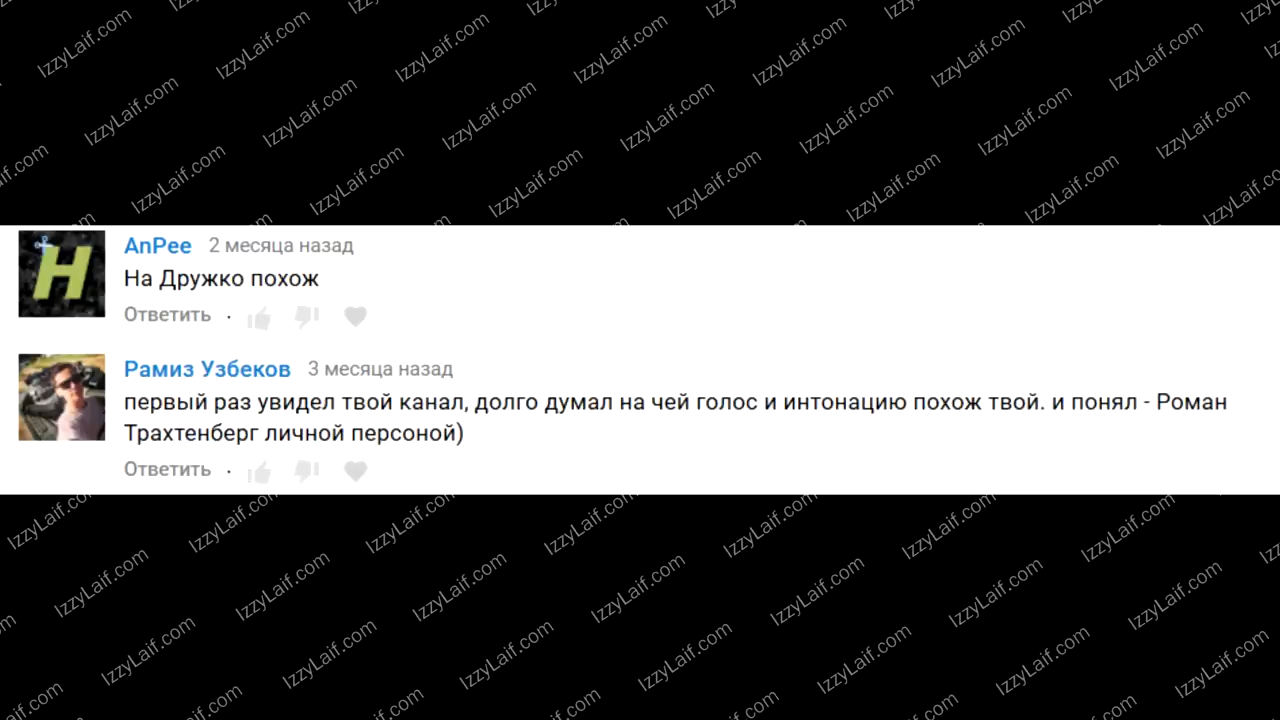 AnPee 2 месяца назад
На Дружко похож
Ответить ·
Рамиз Узбеков 3 месяца назад
первый раз увидел твой канал, долго думал на чей голос и интонацию похож твой. и понял - Роман
Трахтенберг личной персоной)
Ответить ·
IzzyLaif.com